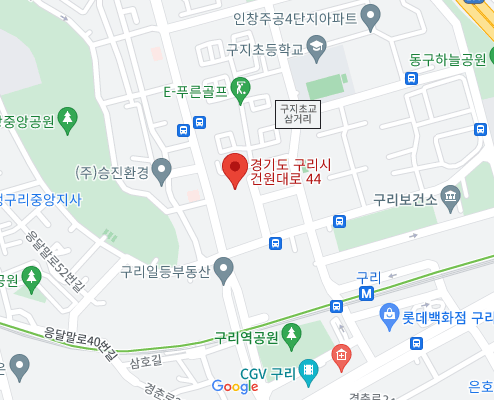 인창주공4단지아파트
구지초등학교
동구하늘공원
E-푸른골프
구지초교
삼거리
중앙공원
(주)승진환경
경기도 구리시
건원대로 44
구리중앙지사
구리보건소
응달말로52번길
구리일등부동산
구리
공원
M
롯데백화점 구리
응달말로40번길
구리역공원
삼호길
CGV 구리
Google
경춘로
은호